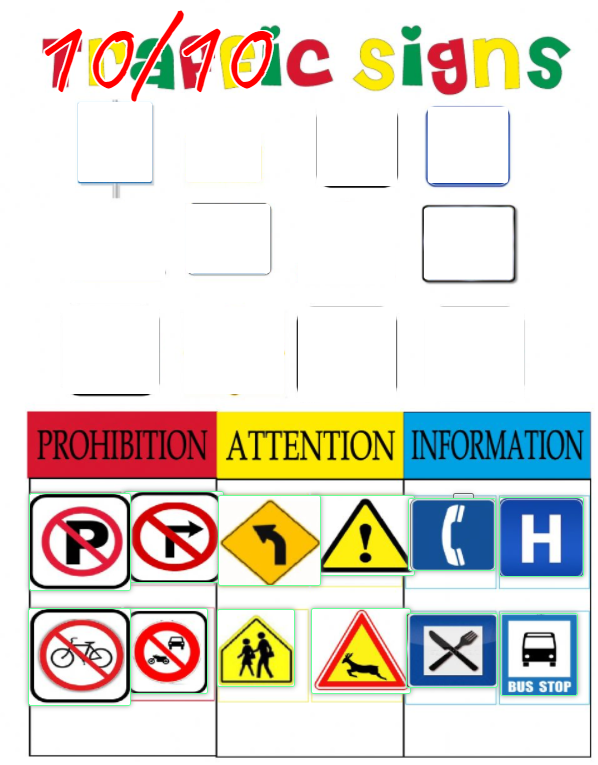 10/10
Traffic signs
PROHIBITION ATTENTION INFORMATION
P
!
H
BUS STOP